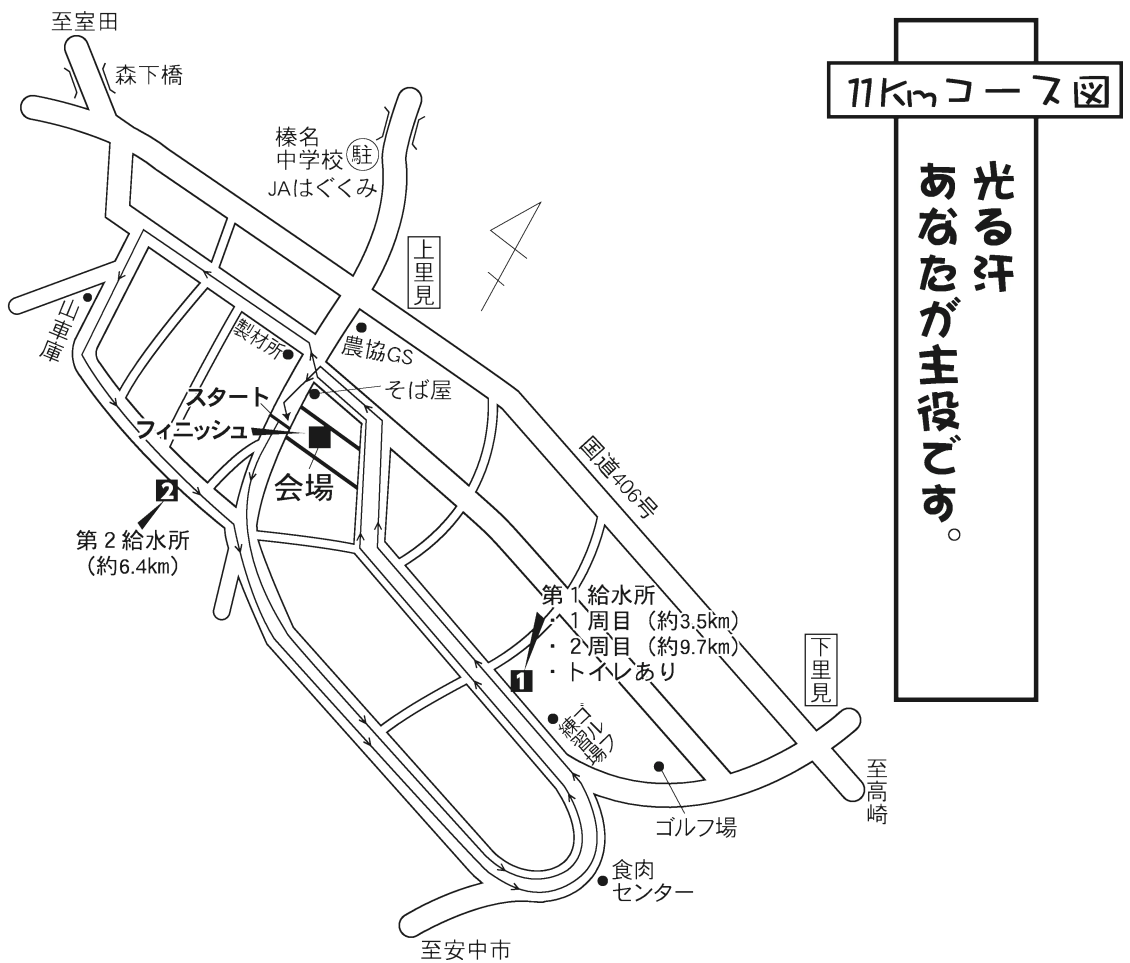 11Kmコース図
光る汗
あなたが主役です。
至室田
森下橋
榛名
中学校 駐
JAはぐくみ
上里見
山車庫
製材所
農協GS
そば屋
スタート
フィニッシュ
会場
国道406号
2
第2給水所
(約6.4km)
第1給水所
・1周目(約3.5km)
・2周目(約9.7km)
・トイレあり
1
下里見
ゴルフ
練習場
ゴルフ場
至高崎
食肉
センター
至安中市